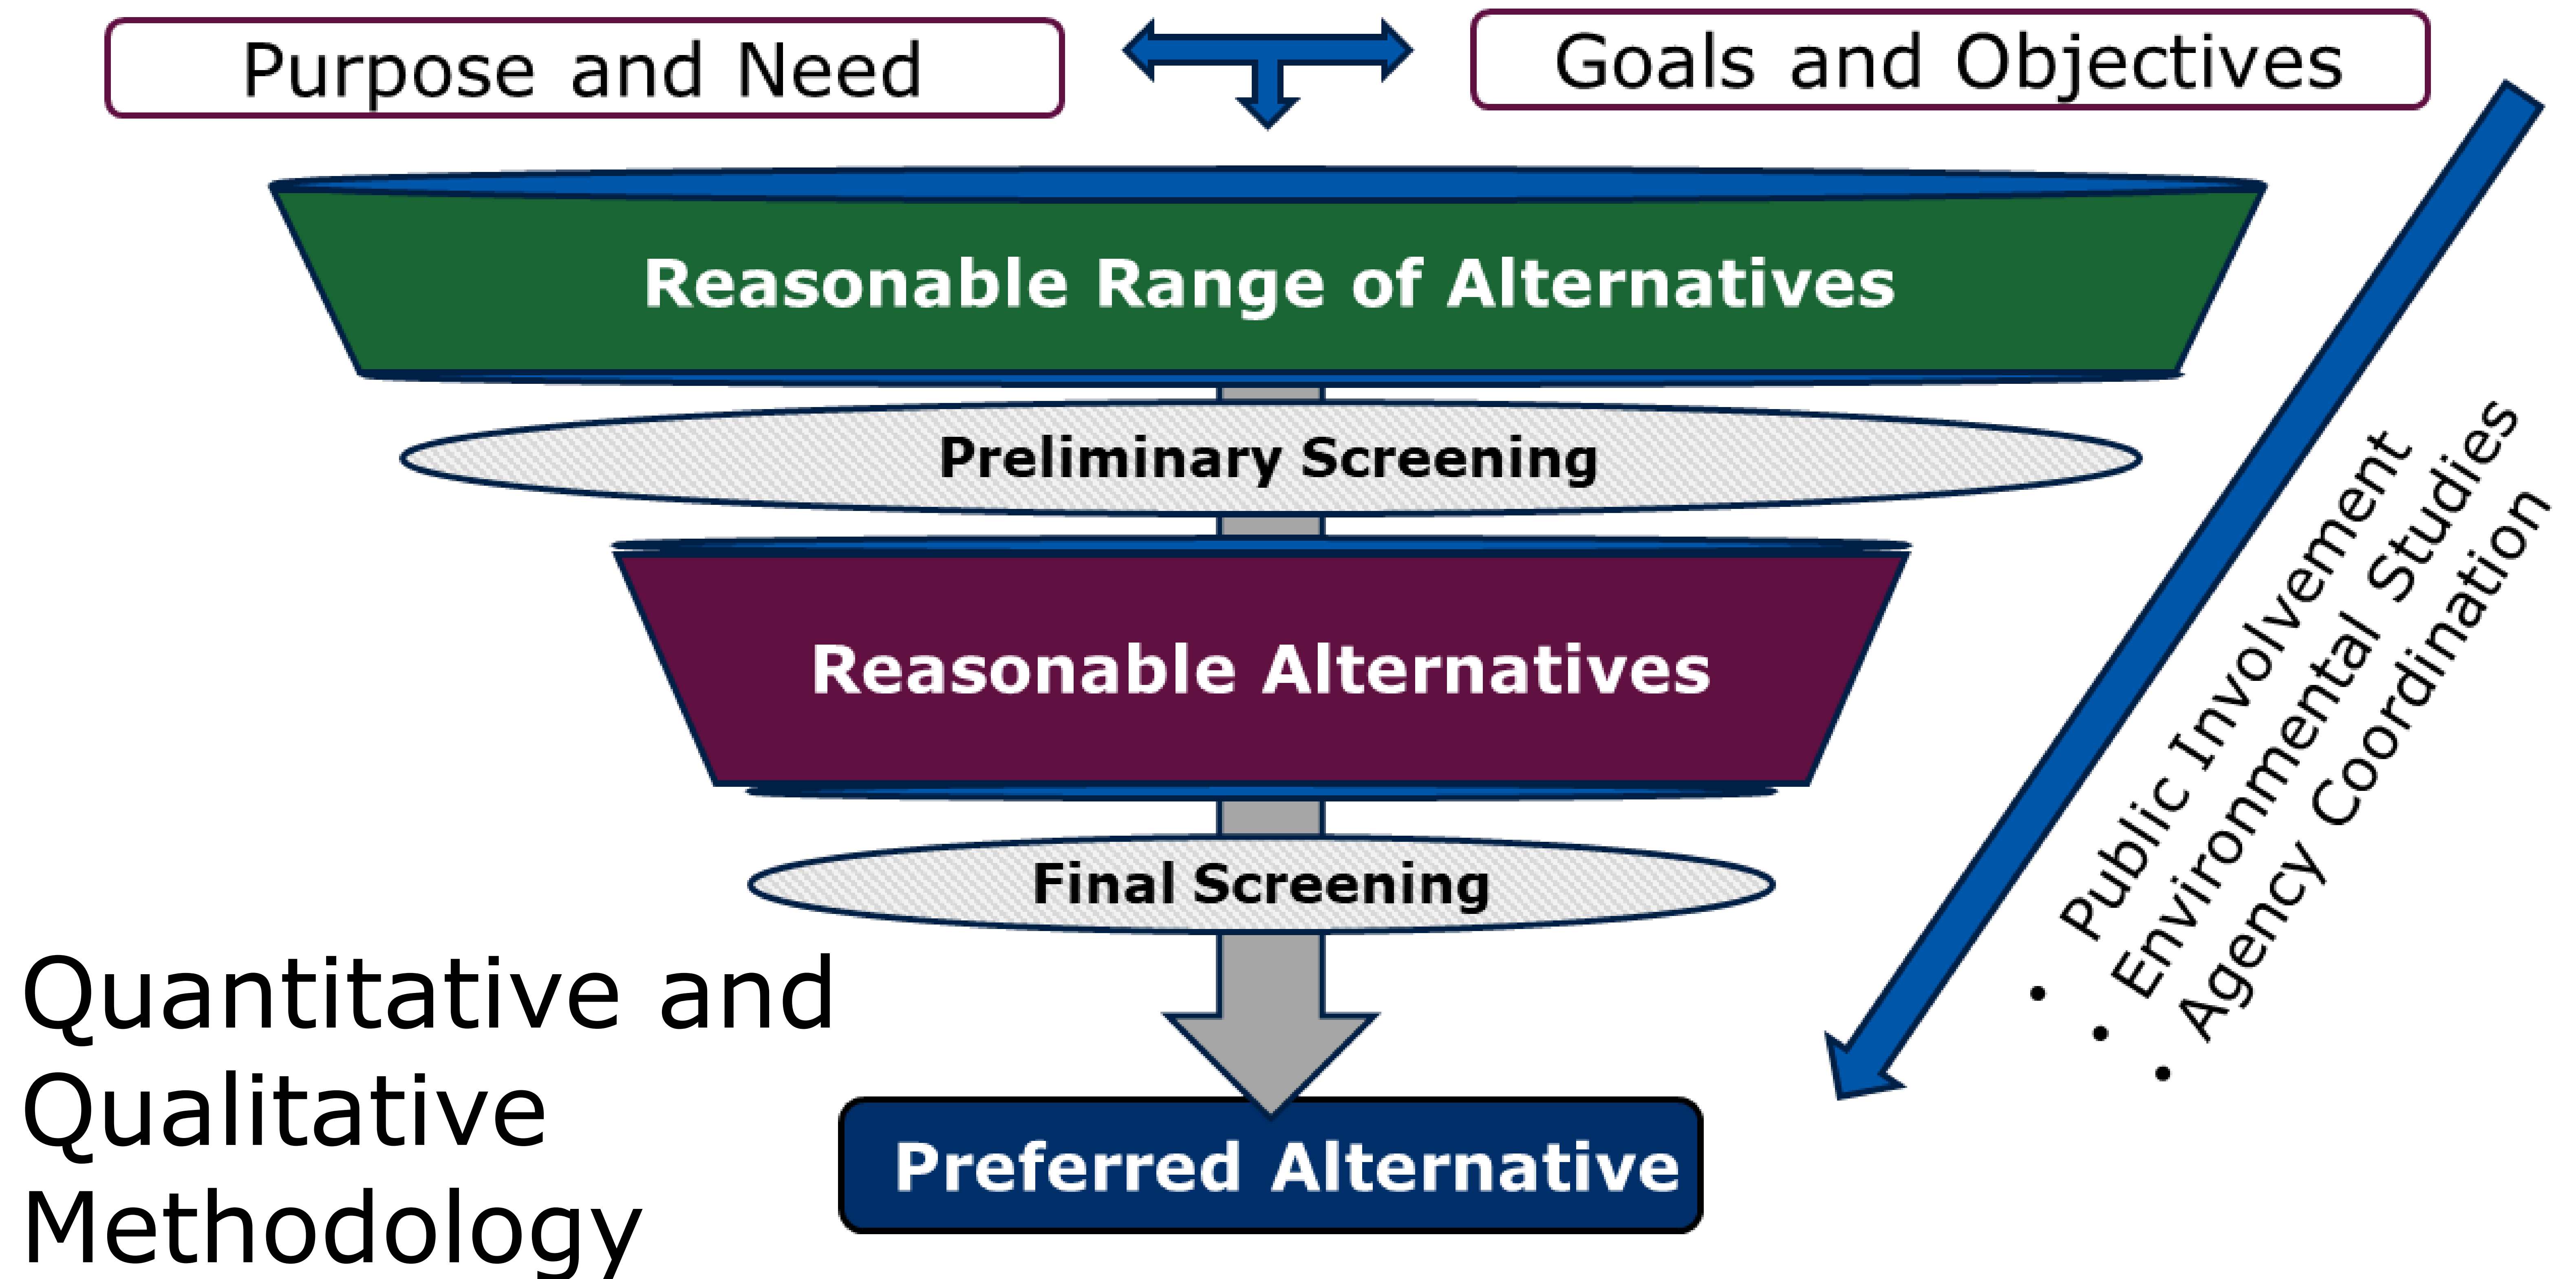 Purpose and Need
Goals and Objectives
Reasonable Range of Alternatives
Preliminary Screening
Reasonable Alternatives
Final Screening
Preferred Alternative
• Public Involvement
• Environmental Studies
• Agency Coordination
Quantitative and
Qualitative
Methodology